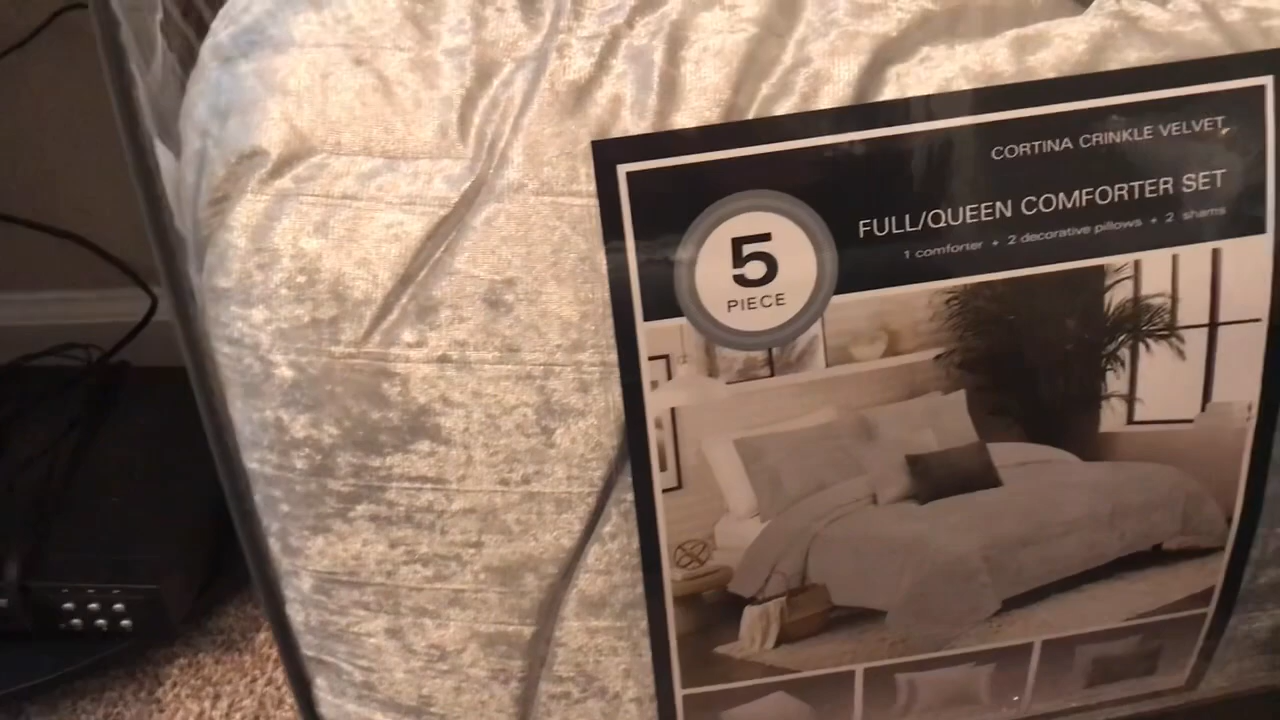 CORTINA CRINKLE VELVET
FULL/QUEEN COMFORTER SET
1 comforter + 2 decorative pillows + 2 shams
5
PIECE